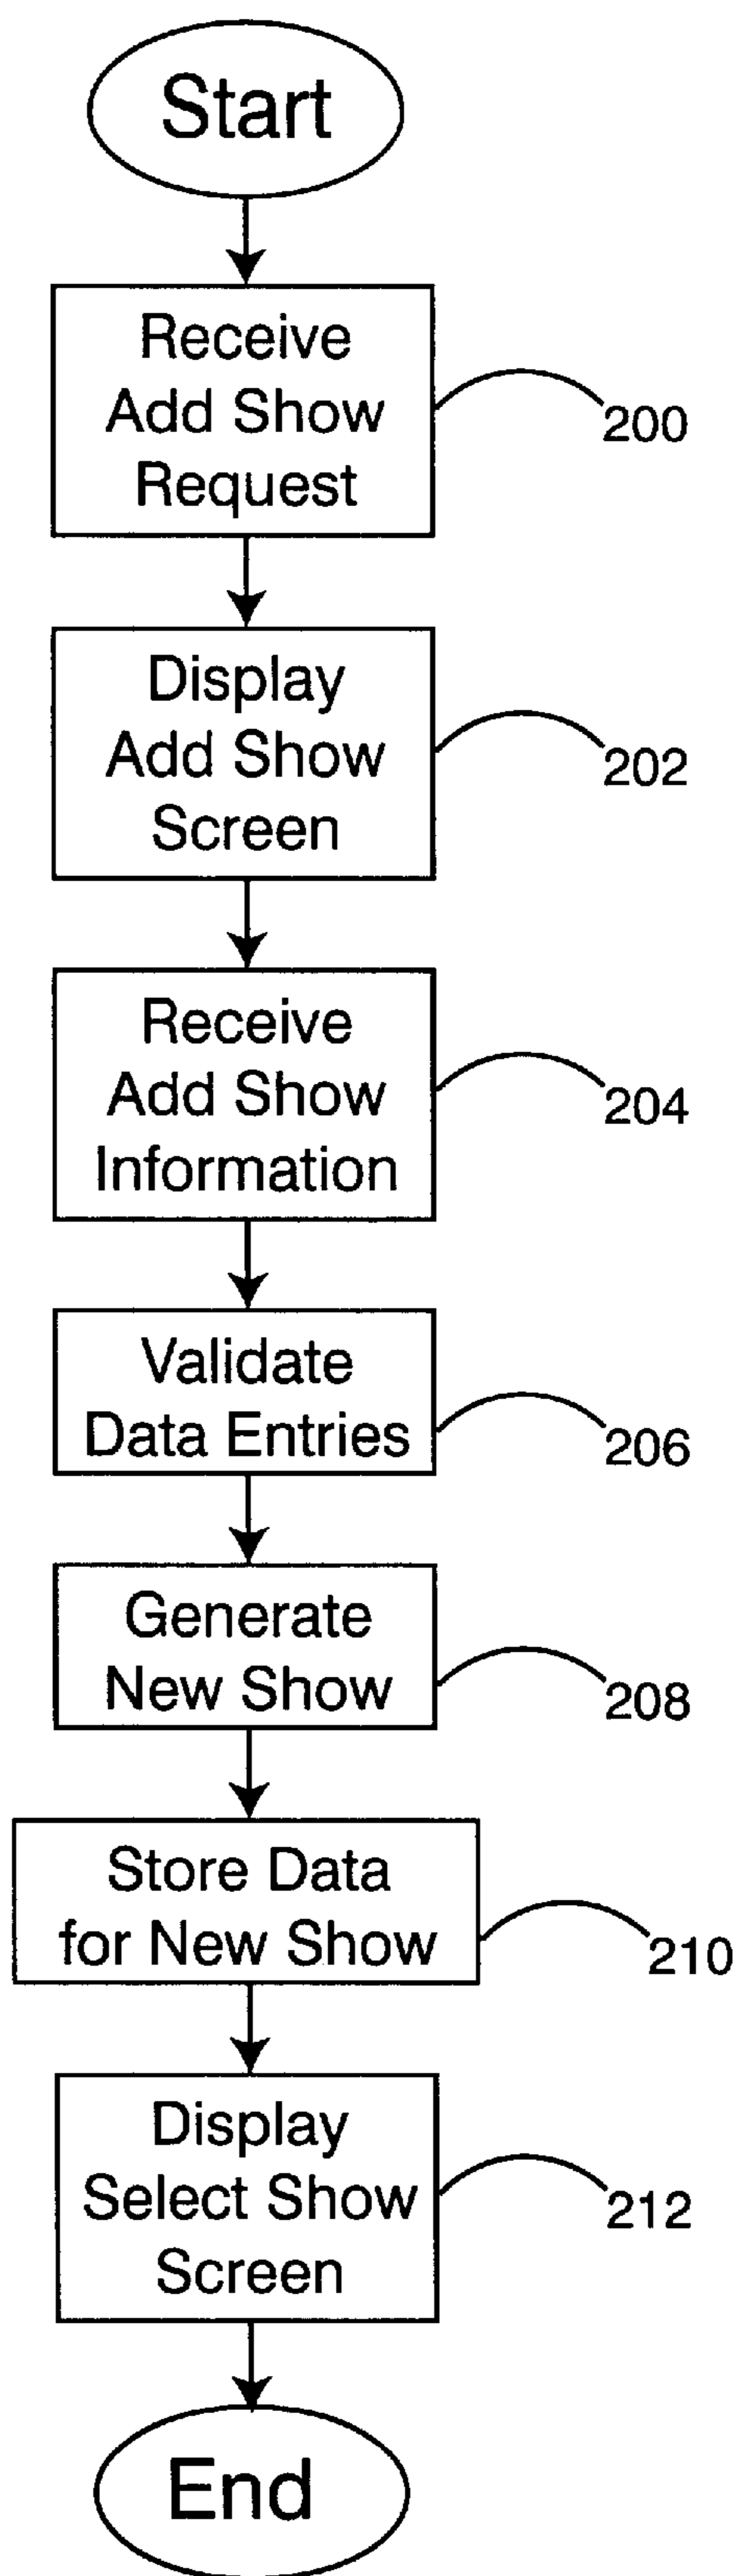 Start
Receive
Add Show
Request
200
Display
Add Show
Screen
202
Receive
Add Show
Information
204
Validate
Data Entries
206
Generate
New Show
208
Store Data
for New Show
210
Display
Select Show
Screen
212
End